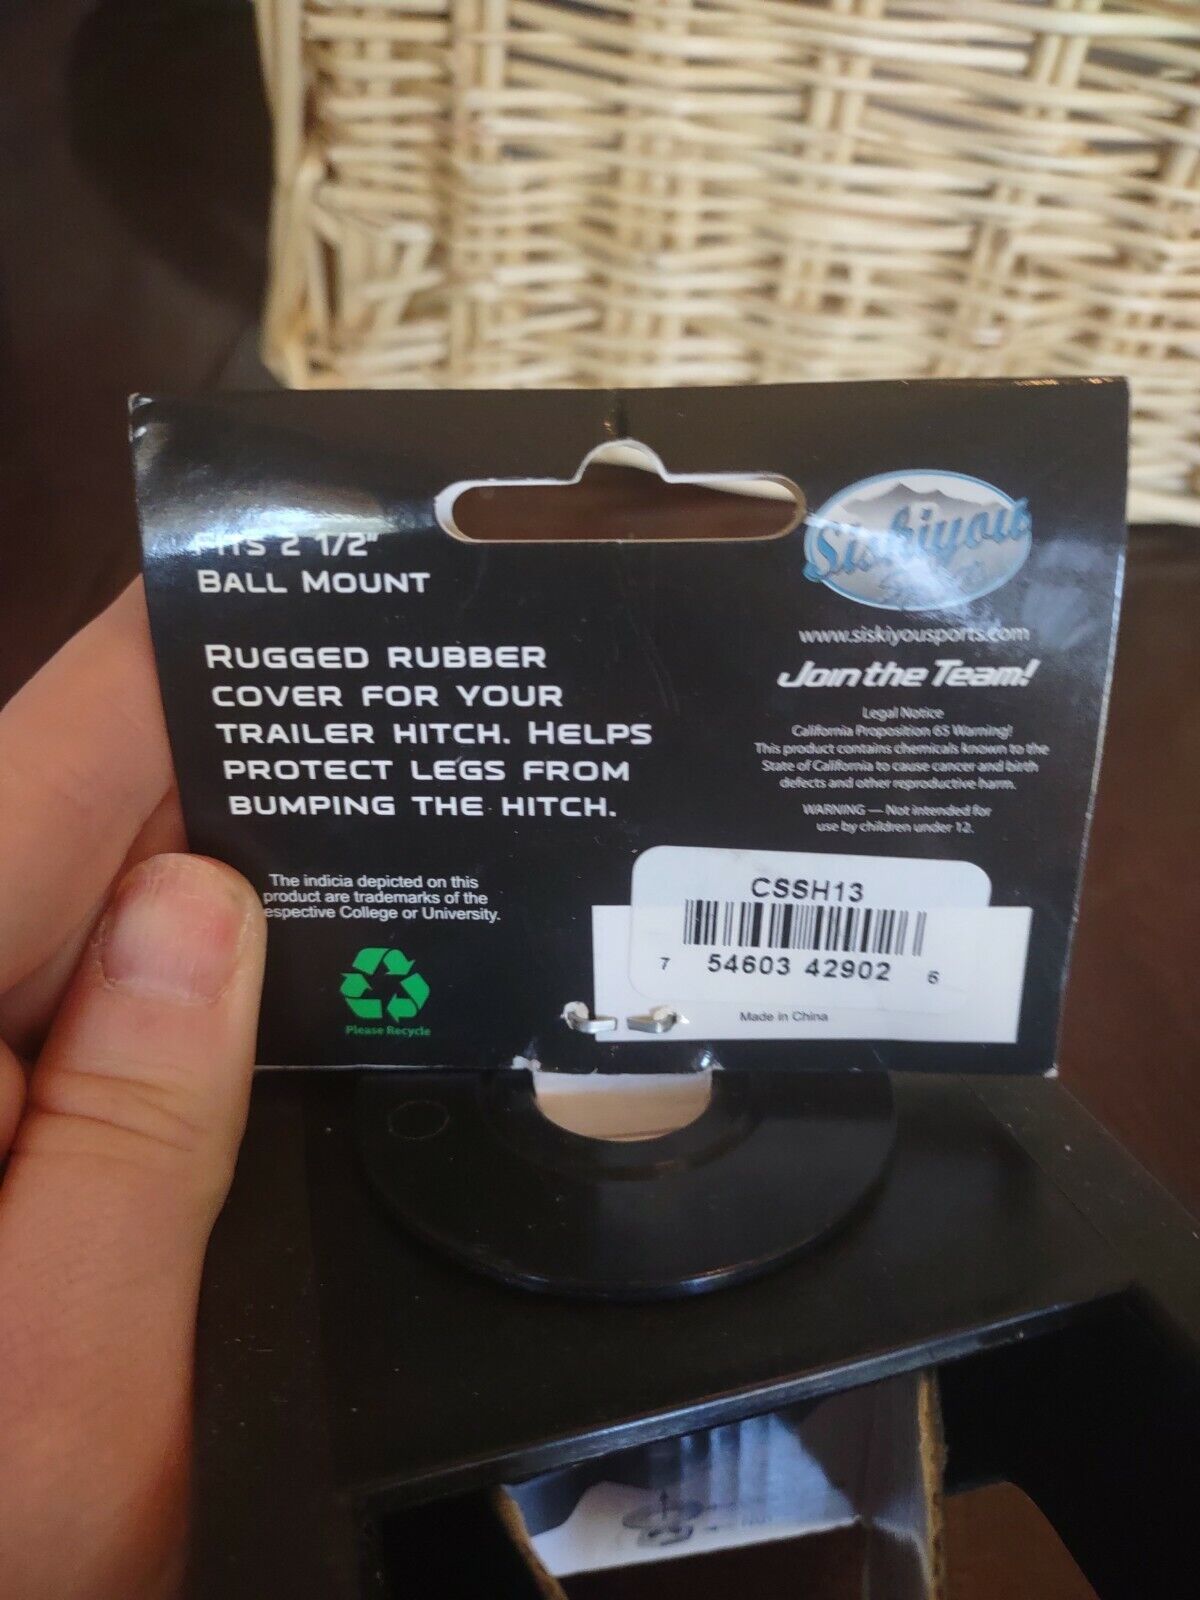 FITS 2 1/2"
BALL MOUNT
RUGGED RUBBER
COVER FOR YOUR
TRAILER HITCH. HELPS
PROTECT LEGS FROM
BUMPING THE HITCH.
The indicia depicted on this
product are trademarks of the
espective College or University.
Please Recycle
Siskiyou
www.siskiyousports.com
Join the Team!
Legal Notice
California Proposition 65 Warning!
This product contains chemicals known to the
State of California to cause cancer and birth
defects and other reproductive harm.
WARNING — Not intended for
use by children under 12.
CSSH13
7 54603 42902 6
Made in China